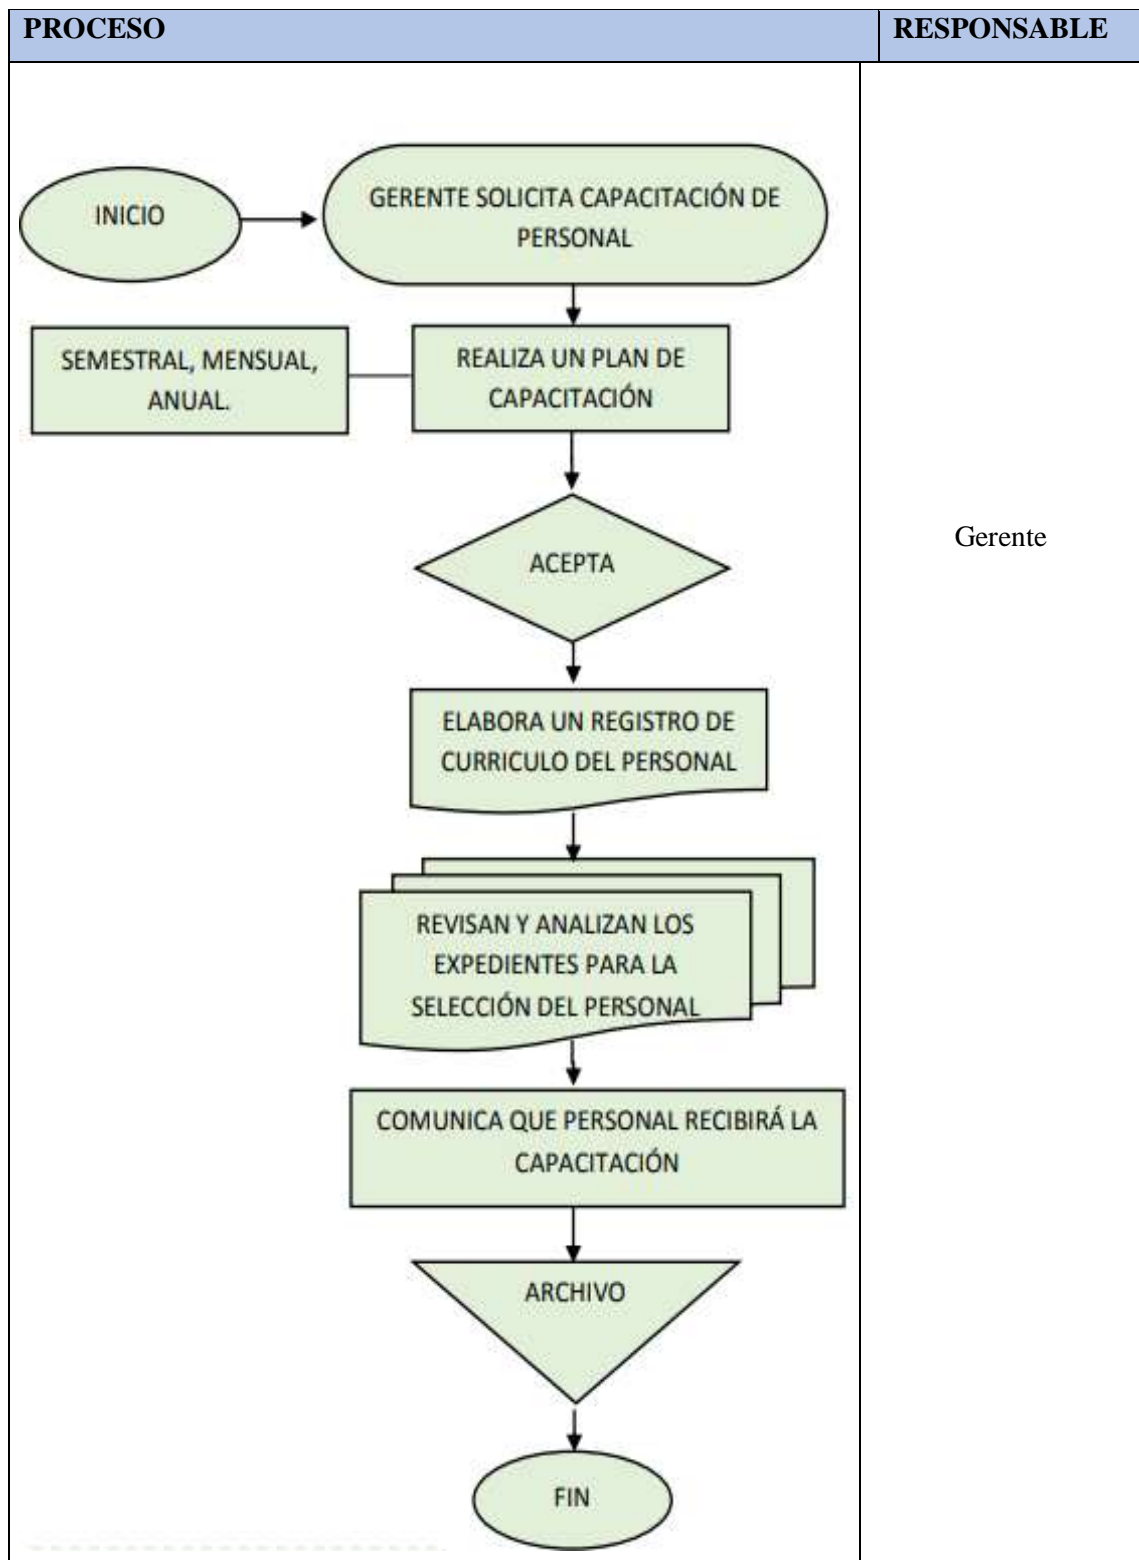 PROCESO
RESPONSABLE
INICIO
GERENTE SOLICITA CAPACITACIÓN DE
PERSONAL
SEMESTRAL, MENSUAL,
ANUAL.
REALIZA UN PLAN DE
CAPACITACIÓN
ACEPTA
Gerente
ELABORA UN REGISTRO DE
CURRICULO DEL PERSONAL
REVISAN Y ANALIZAN LOS
EXPEDIENTES PARA LA
SELECCIÓN DEL PERSONAL
COMUNICA QUE PERSONAL RECIBIRÁ LA
CAPACITACIÓN
ARCHIVO
FIN